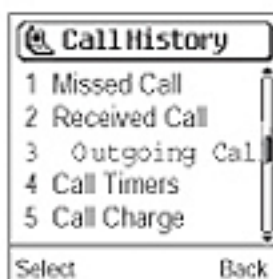 Call History
1 Missed Call
2 Received Call
3 Outgoing Cal
4 Call Timers
5 Call Charge
Select Back